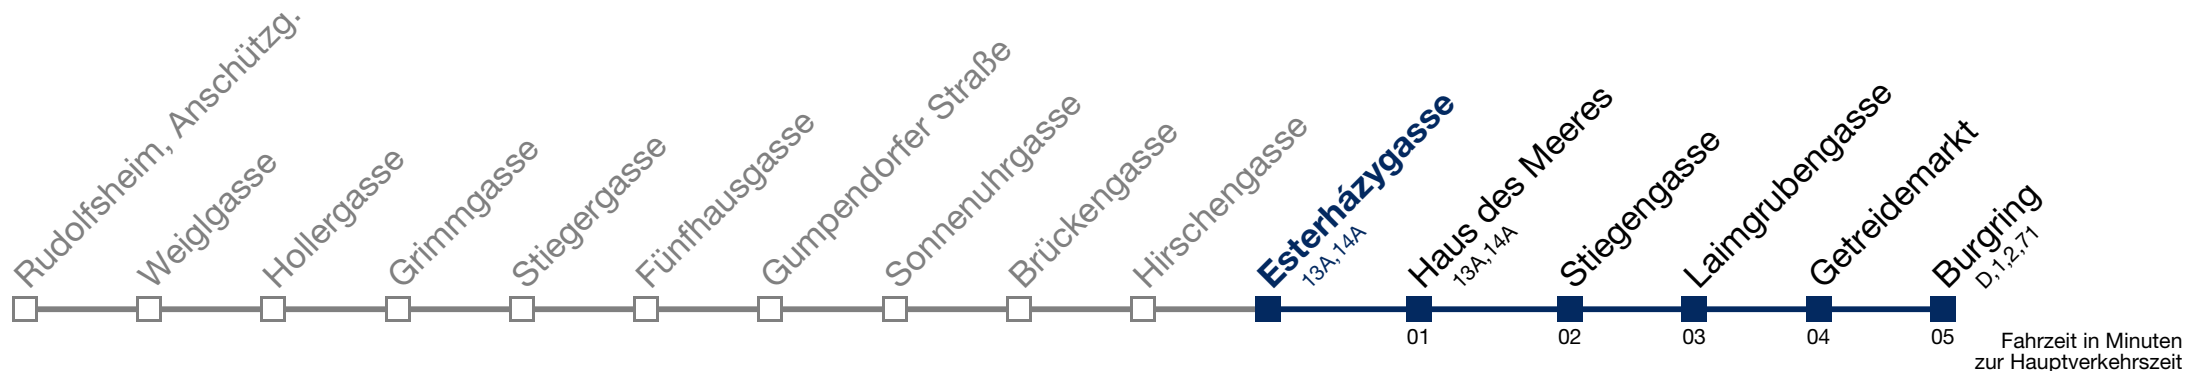 Rudolfsheim, Anschützg.
Weiglgasse
Hollergasse
Grimmgasse
Stiegergasse
Fünfhausgasse
Gumpendorfer Straße
Sonnenuhrgasse
Brückengasse
Hirschengasse
Esterházygasse
13A,14A
Haus des Meeres
13A,14A
Stiegengasse
Laimgrubengasse
Getreidemarkt
Burgring
D,1,2,71
01
02
03
04
05
Fahrzeit in Minuten
zur Hauptverkehrszeit